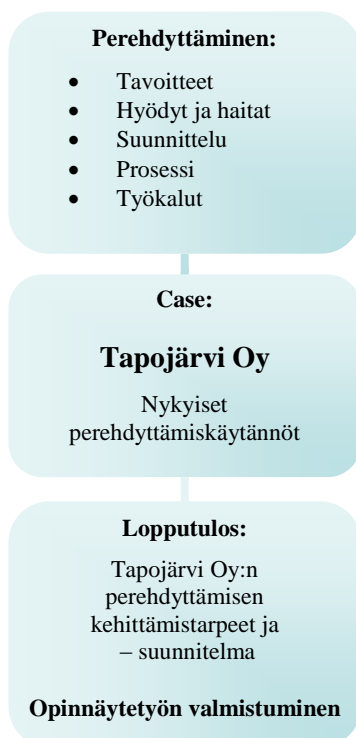 Perehdyttäminen:
• Tavoitteet
• Hyödyt ja haitat
• Suunnittelu
• Prosessi
• Työkalut
Case:
Tapojärvi Oy
Nykyiset
perehdyttämiskäytännöt
Lopputulos:
Tapojärvi Oy:n
perehdyttämisen
kehittämistarpeet ja
– suunnitelma
Opinnäytetyön valmistuminen